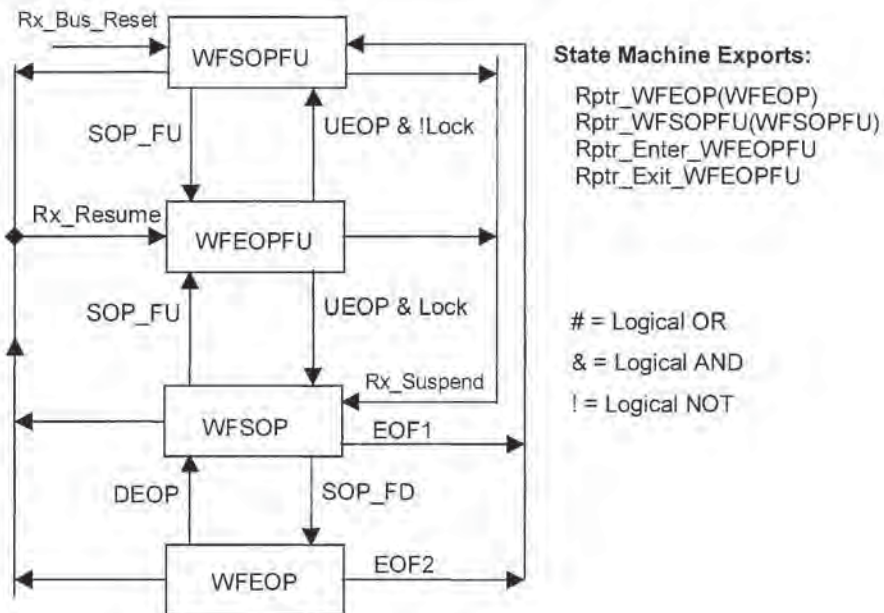 Rx_Bus_Reset
WFSOPFU
SOP_FU
UEOP & !Lock
Rx_Resume
WFEOPFU
SOP_FU
UEOP & Lock
Rx_Suspend
WFSOP
EOF1
DEOP
SOP_FD
WFEOP
EOF2
State Machine Exports:
Rptr_WFEOP(WFEOP)
Rptr_WFSOPFU(WFSOPFU)
Rptr_Enter_WFEOPFU
Rptr_Exit_WFEOPFU
# = Logical OR
& = Logical AND
! = Logical NOT